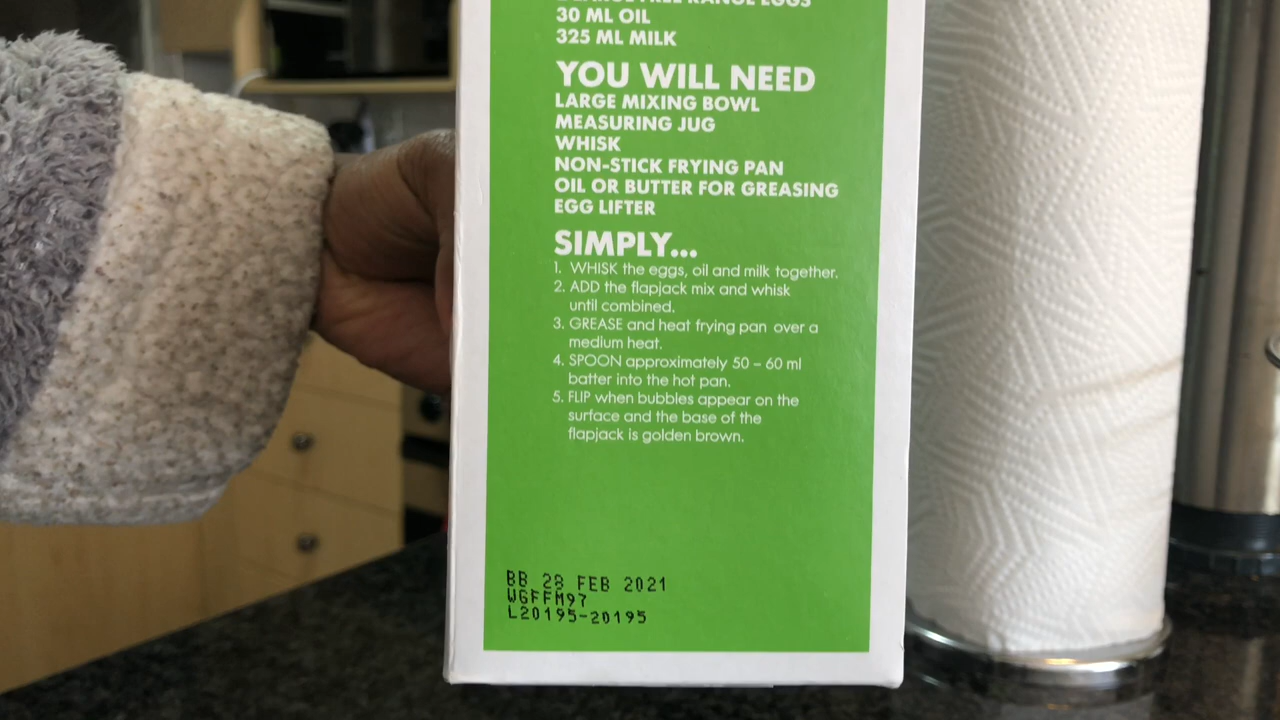 FREE RANGE EGGS
30 ML OIL
325 ML MILK
YOU WILL NEED
LARGE MIXING BOWL
MEASURING JUG
WHISK
NON-STICK FRYING PAN
OIL OR BUTTER FOR GREASING
EGG LIFTER
SIMPLY...
1. WHISK the eggs, oil and milk together.
2. ADD the flapjack mix and whisk
until combined.
3. GREASE and heat frying pan over a
medium heat.
4. SPOON approximately 50 – 60 ml
batter into the hot pan.
5. FLIP when bubbles appear on the
surface and the base of the
flapjack is golden brown.
BB 28 FEB 2021
WGFFM97
L20195-20195